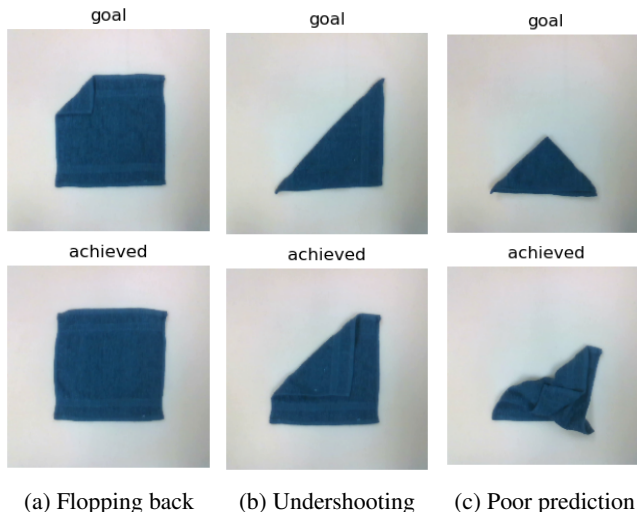 goal
goal
goal
achieved
achieved
achieved
(a) Flopping back
(b) Undershooting
(c) Poor prediction